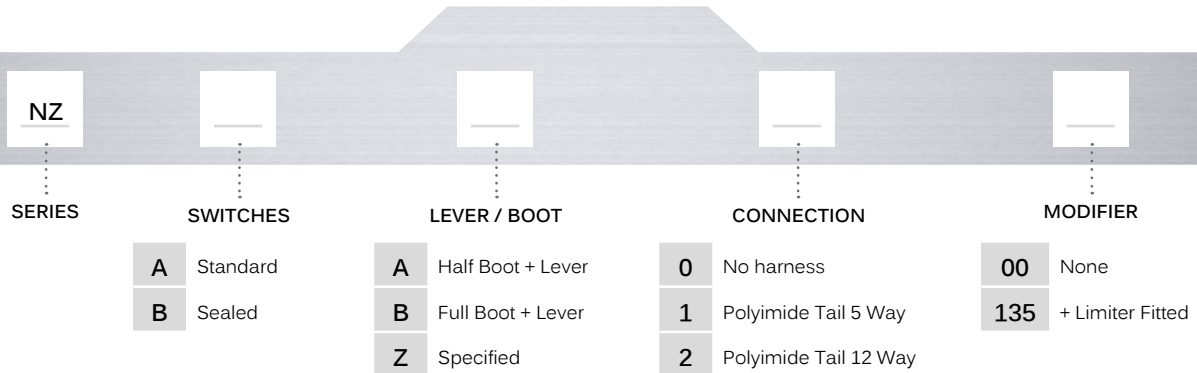 NZ
SERIES
SWITCHES
A Standard
B Sealed
LEVER / BOOT
A Half Boot + Lever
B Full Boot + Lever
Z Specified
CONNECTION
0 No harness
1 Polyimide Tail 5 Way
2 Polyimide Tail 12 Way
MODIFIER
00 None
135 + Limiter Fitted